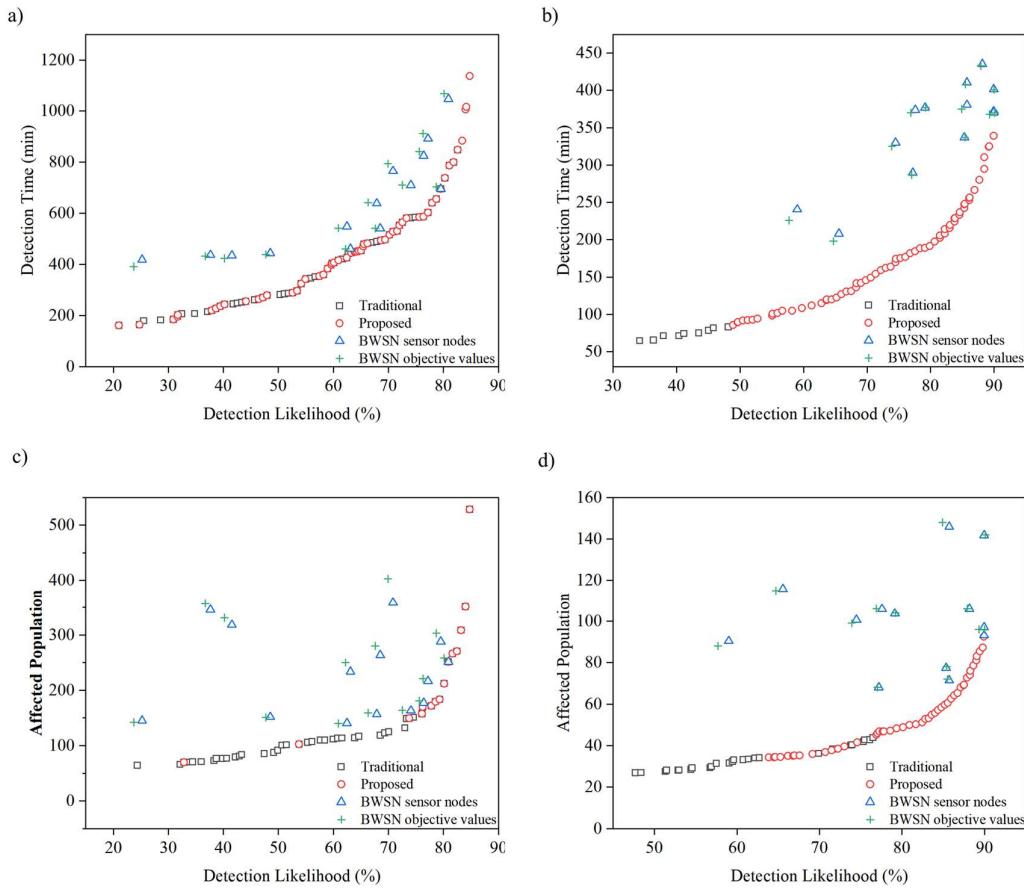 a)
Detection Time (min)
1200
1000
800
600
400
200
0
Traditional
Proposed
BWSN sensor nodes
BWSN objective values
20 30 40 50 60 70 80 90
Detection Likelihood (%)
b)
Detection Time (min)
450
400
350
300
250
200
150
100
50
Traditional
Proposed
BWSN sensor nodes
BWSN objective values
30 40 50 60 70 80 90
Detection Likelihood (%)
c)
Affected Population
500
400
300
200
100
0
Traditional
Proposed
BWSN sensor nodes
BWSN objective values
20 30 40 50 60 70 80 90
Detection Likelihood (%)
d)
Affected Population
160
140
120
100
80
60
40
20
0
Traditional
Proposed
BWSN sensor nodes
BWSN objective values
50 60 70 80 90
Detection Likelihood (%)